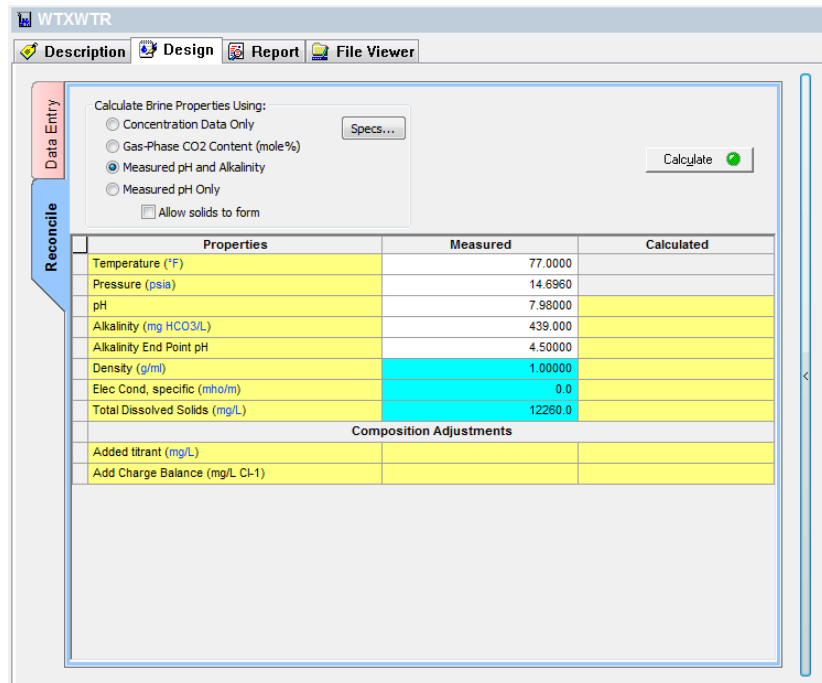 WTXWTR
Description Design Report File Viewer
Data Entry
Reconcile
Calculate Brine Properties Using:
Concentration Data Only
Specs...
Gas-Phase CO2 Content (mole%)
Measured pH and Alkalinity
Calculate
Measured pH Only
Allow solids to form
Properties Measured Calculated
Temperature (°F) 77.0000
Pressure (psia) 14.6960
pH 7.98000
Alkalinity (mg HCO3/L) 439.000
Alkalinity End Point pH 4.50000
Density (g/ml) 1.00000
Elec Cond, specific (mho/m) 0.0
Total Dissolved Solids (mg/L) 12260.0
Composition Adjustments
Added titrant (mg/L)
Add Charge Balance (mg/L Cl-1)
<